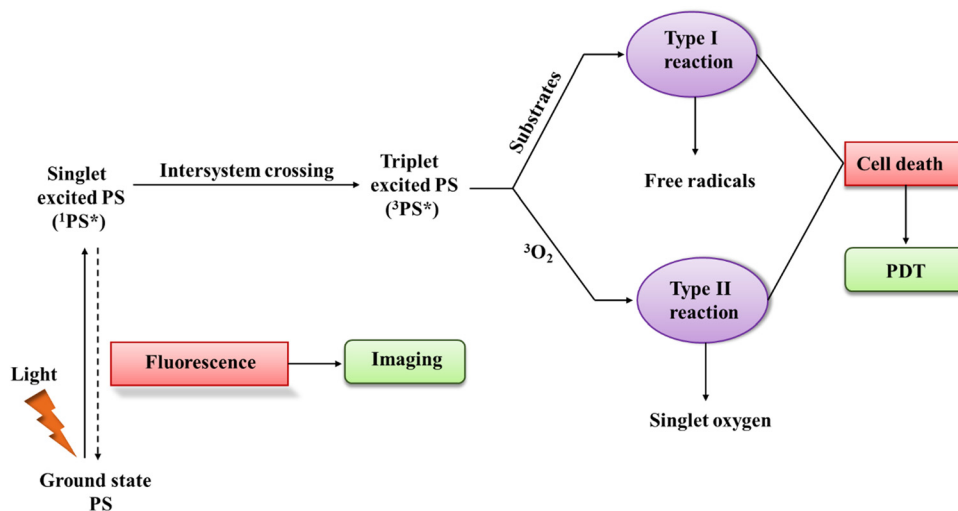 Type I
reaction
Substrates
Free radicals
Cell death
PDT
Singlet
excited PS
(¹PS*)
Intersystem crossing
Triplet
excited PS
(³PS*)
³O₂
Type II
reaction
Singlet oxygen
Fluorescence
Imaging
Light
Ground state
PS